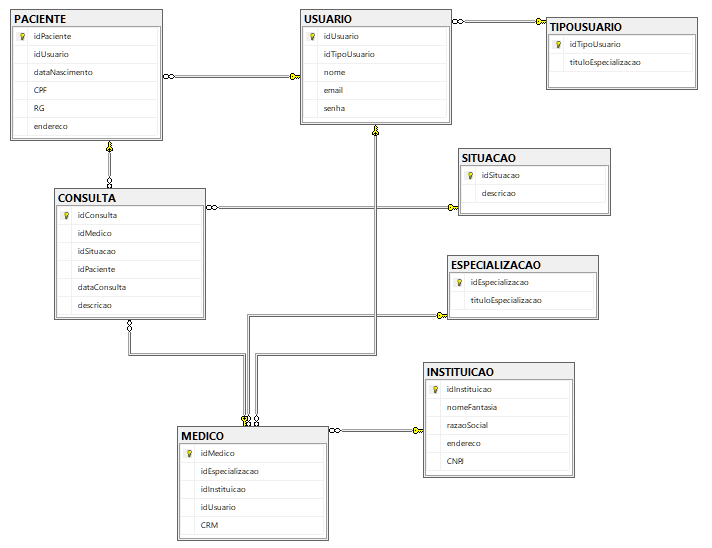 PACIENTE
idPaciente
idUsuario
dataNascimento
CPF
RG
endereco
USUARIO
idUsuario
idTipoUsuario
nome
email
senha
TIPOUSUARIO
idTipoUsuario
tituloEspecializacao
SITUACAO
idSituacao
descricao
CONSULTA
idConsulta
idMedico
idSituacao
idPaciente
dataConsulta
descricao
ESPECIALIZACAO
idEspecializacao
tituloEspecializacao
INSTITUICAO
idInstituicao
nomeFantasia
razaoSocial
endereco
CNPJ
MEDICO
idMedico
idEspecializacao
idInstituicao
idUsuario
CRM